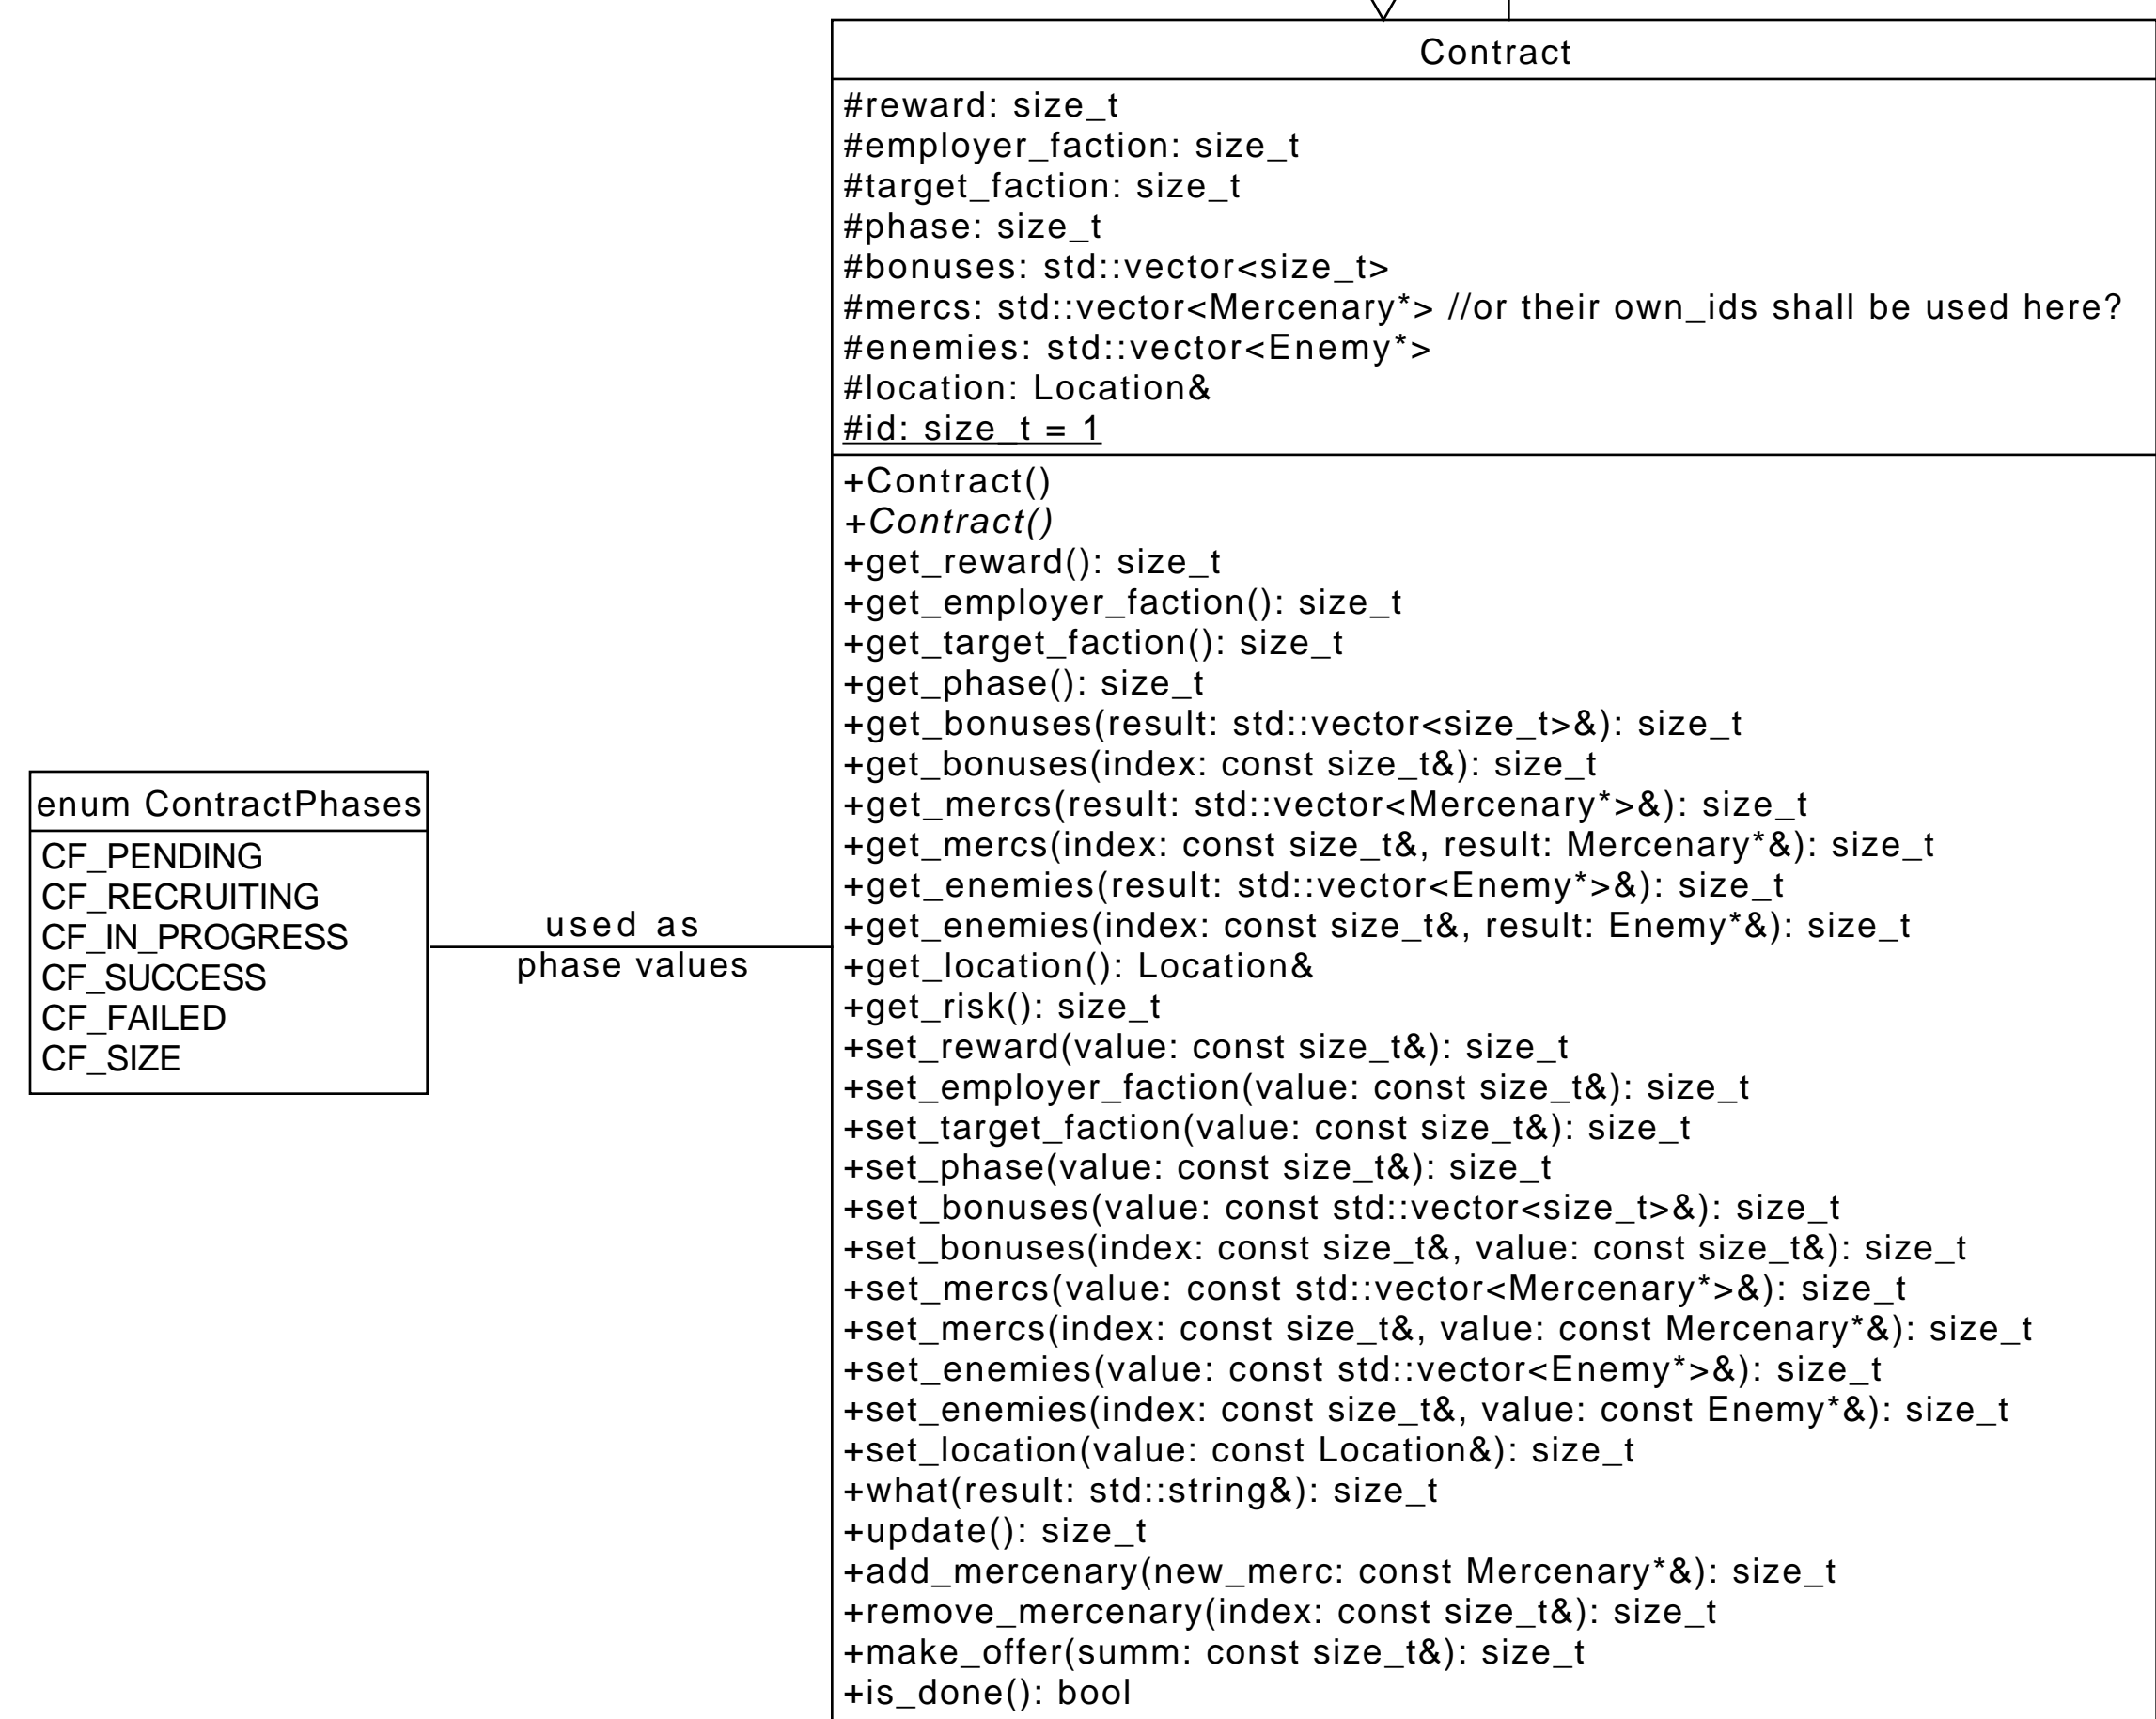 Contract
#reward: size_t
#employer_faction: size_t
#target_faction: size_t
#phase: size_t
#bonuses: std::vector<size_t>
#mercs: std::vector<Mercenary*> //or their own_ids shall be used here?
#enemies: std::vector<Enemy*>
#location: Location&
#id: size_t = 1
+Contract()
+Contract()
+get_reward(): size_t
+get_employer_faction(): size_t
+get_target_faction(): size_t
+get_phase(): size_t
+get_bonuses(result: std::vector<size_t>&): size_t
+get_bonuses(index: const size_t&): size_t
+get_mercs(result: std::vector<Mercenary*>&): size_t
+get_mercs(index: const size_t&, result: Mercenary*&): size_t
+get_enemies(result: std::vector<Enemy*>&): size_t
+get_enemies(index: const size_t&, result: Enemy*&): size_t
+get_location(): Location&
+get_risk(): size_t
+set_reward(value: const size_t&): size_t
+set_employer_faction(value: const size_t&): size_t
+set_target_faction(value: const size_t&): size_t
+set_phase(value: const size_t&): size_t
+set_bonuses(value: const std::vector<size_t>&): size_t
+set_bonuses(index: const size_t&, value: const size_t&): size_t
+set_mercs(value: const std::vector<Mercenary*>&): size_t
+set_mercs(index: const size_t&, value: const Mercenary*&): size_t
+set_enemies(value: const std::vector<Enemy*>&): size_t
+set_enemies(index: const size_t&, value: const Enemy*&): size_t
+set_location(value: const Location&): size_t
+what(result: std::string&): size_t
+update(): size_t
+add_mercenary(new_merc: const Mercenary*&): size_t
+remove_mercenary(index: const size_t&): size_t
+make_offer(summ: const size_t&): size_t
+is_done(): bool
enum ContractPhases
CF_PENDING
CF_RECRUITING
CF_IN_PROGRESS
CF_SUCCESS
CF_FAILED
CF_SIZE
used as
phase values